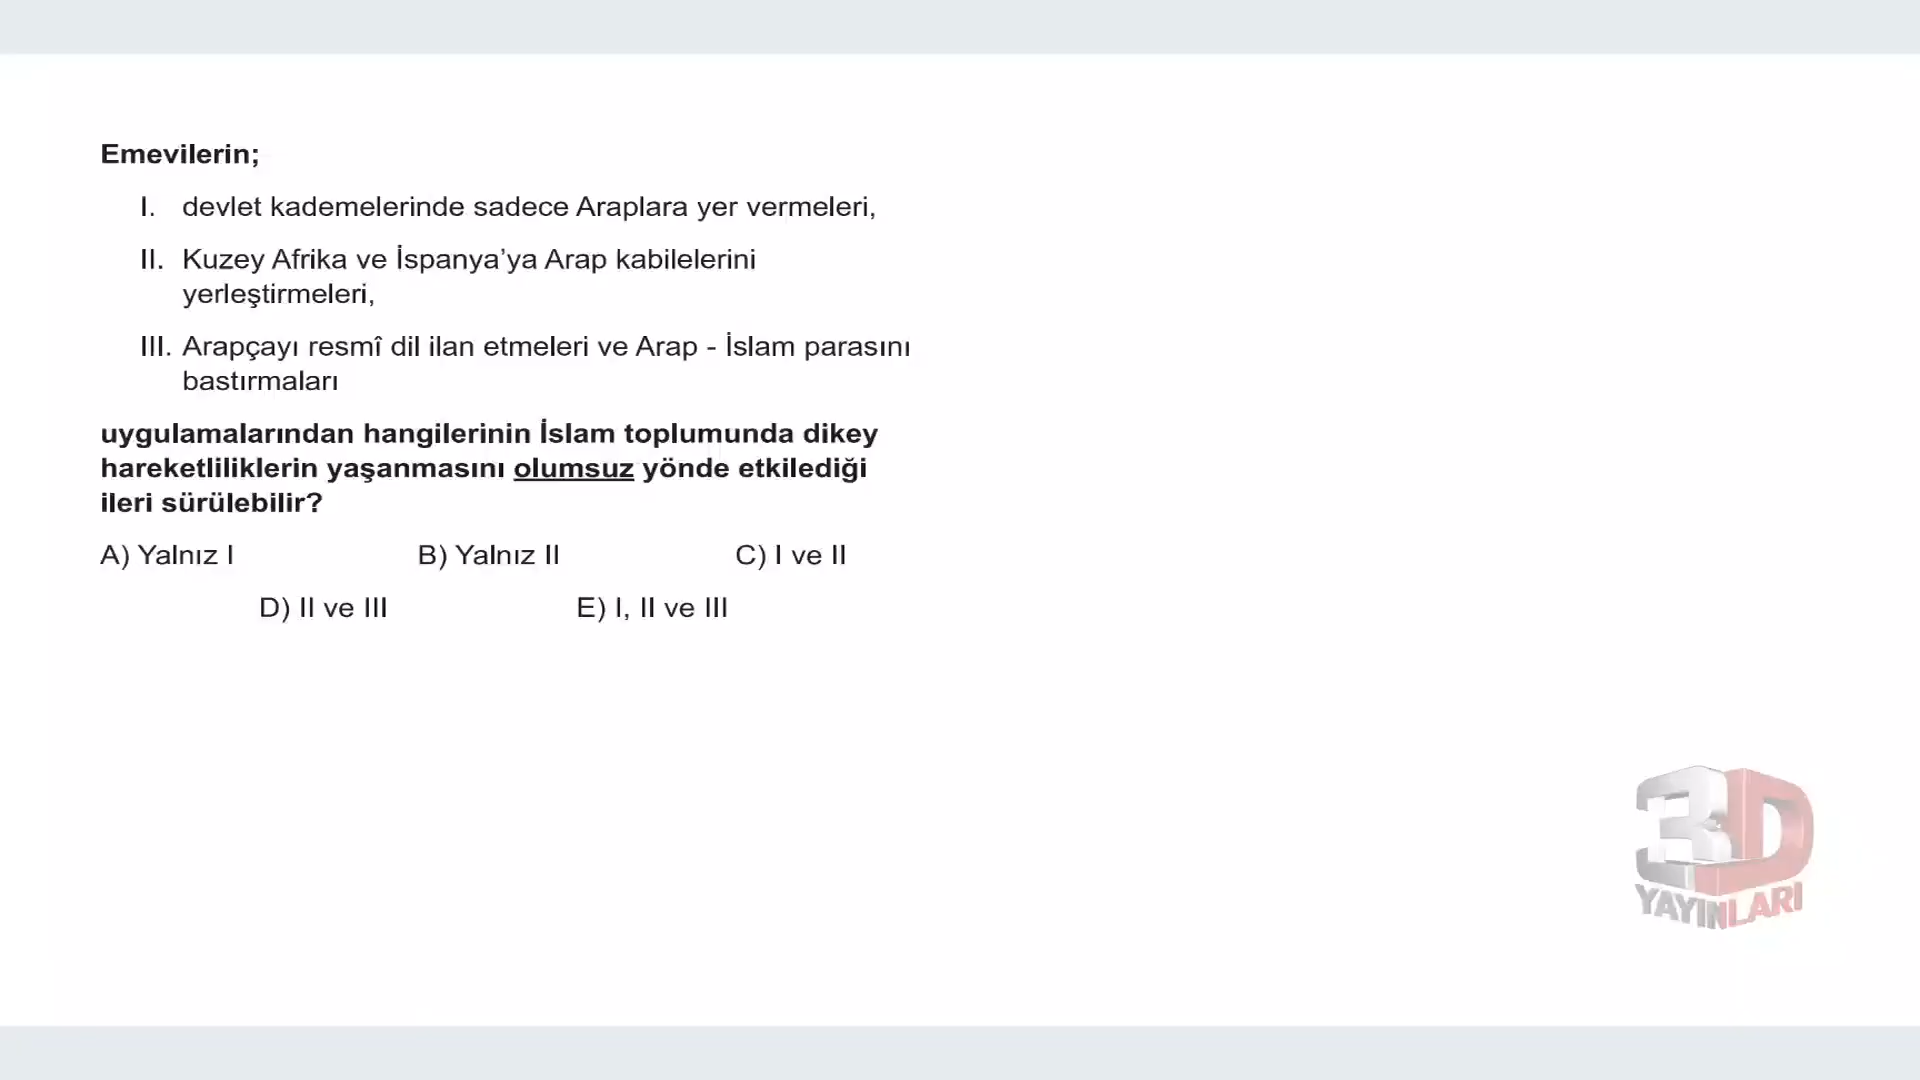 Emevilerin;
I. devlet kademelerinde sadece Araplara yer vermeleri,
II. Kuzey Afrika ve İspanya’ya Arap kabilelerini
yerleştirmeleri,
III. Arapçayı resmî dil ilan etmeleri ve Arap - İslam parasını
bastırmaları
uygulamalarından hangilerinin İslam toplumunda dikey
hareketliliklerin yaşanmasını olumsuz yönde etkilediği
ileri sürülebilir?
A) Yalnız I B) Yalnız II C) I ve II
D) II ve III E) I, II ve III
3D
YAYINLARI